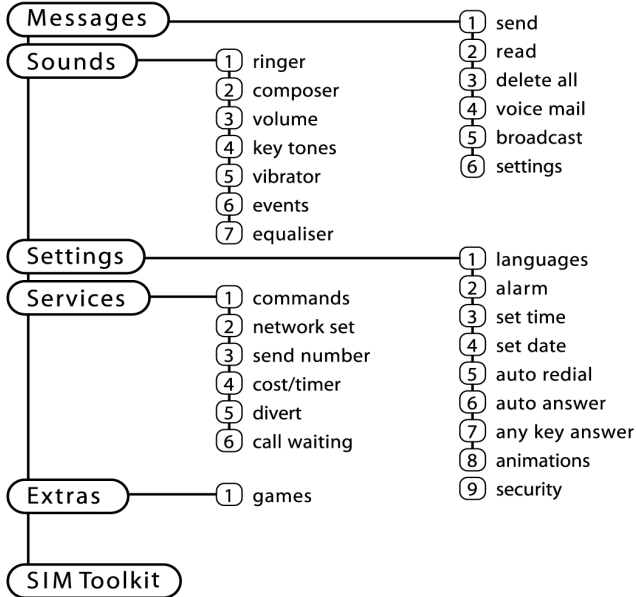 Messages
1 send
2 read
3 delete all
4 voice mail
5 broadcast
6 settings
Sounds
1 ringer
2 composer
3 volume
4 key tones
5 vibrator
6 events
7 equaliser
Settings
1 languages
2 alarm
3 set time
4 set date
5 auto redial
6 auto answer
7 any key answer
8 animations
9 security
Services
1 commands
2 network set
3 send number
4 cost/timer
5 divert
6 call waiting
Extras
1 games
SIM Toolkit